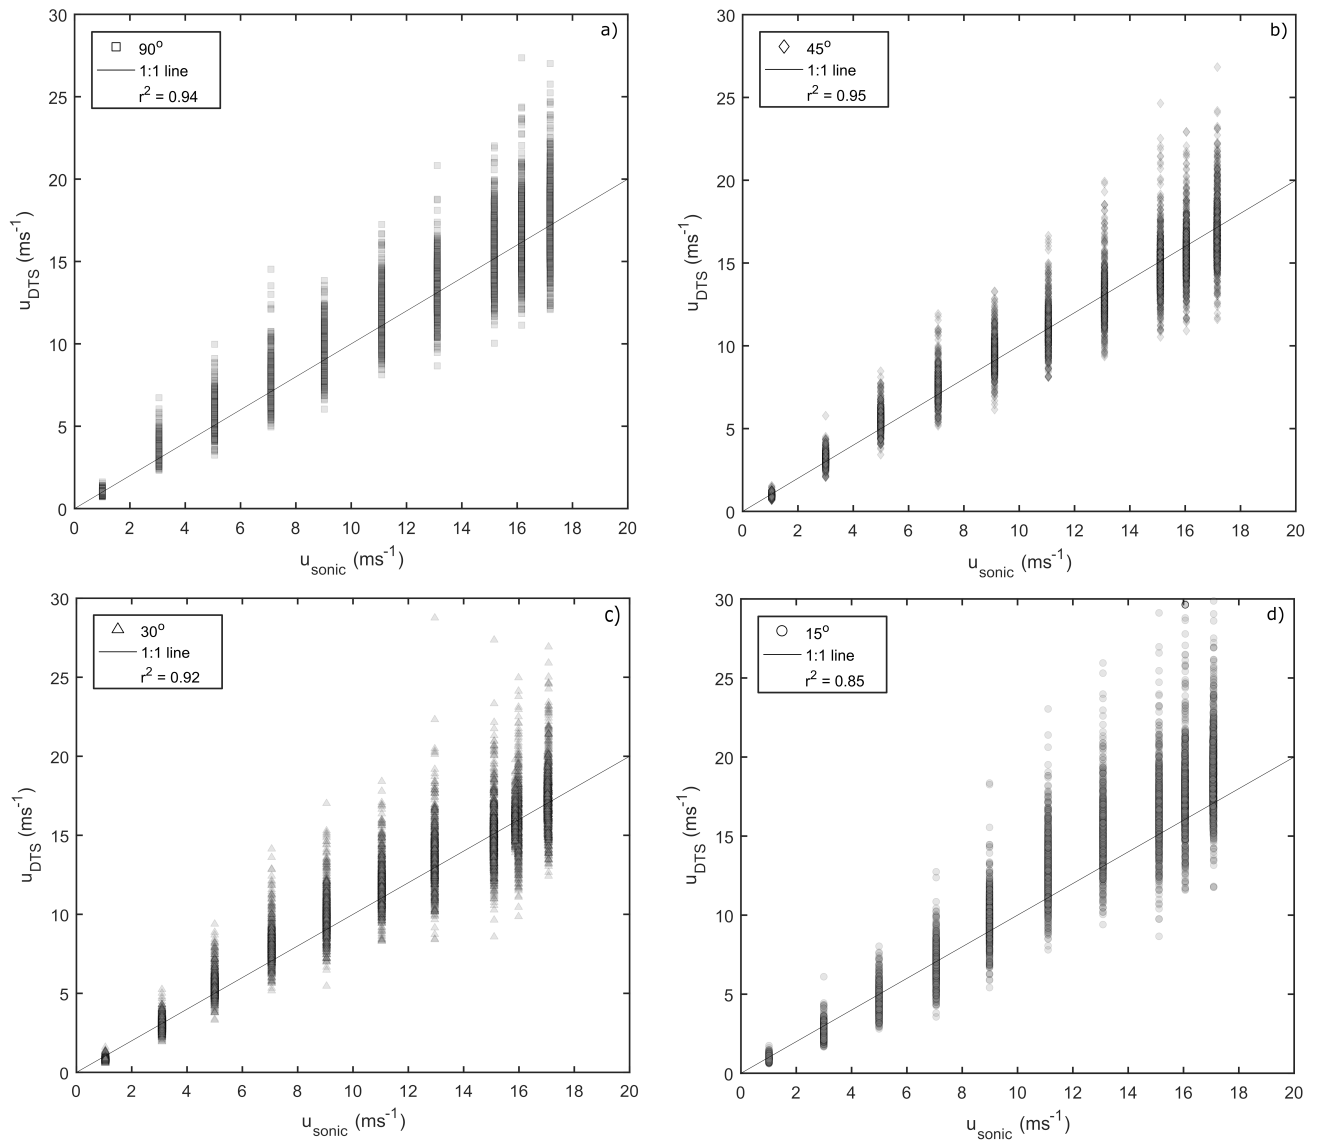 a)
90°
1:1 line
r² = 0.94
30
25
20
15
10
5
0
u_DTS (ms⁻¹)
0 2 4 6 8 10 12 14 16 18 20
u_sonic (ms⁻¹)
b)
45°
1:1 line
r² = 0.95
30
25
20
15
10
5
0
u_DTS (ms⁻¹)
0 2 4 6 8 10 12 14 16 18 20
u_sonic (ms⁻¹)
c)
30°
1:1 line
r² = 0.92
30
25
20
15
10
5
0
u_DTS (ms⁻¹)
0 2 4 6 8 10 12 14 16 18 20
u_sonic (ms⁻¹)
d)
15°
1:1 line
r² = 0.85
30
25
20
15
10
5
0
u_DTS (ms⁻¹)
0 2 4 6 8 10 12 14 16 18 20
u_sonic (ms⁻¹)